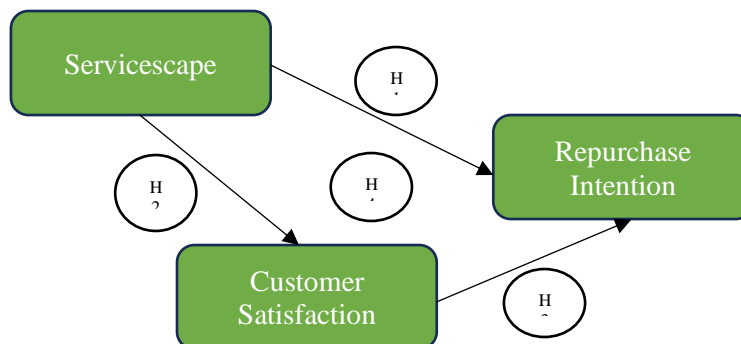 Servicescape
H
H
Repurchase
Intention
H
H
Customer
Satisfaction
H